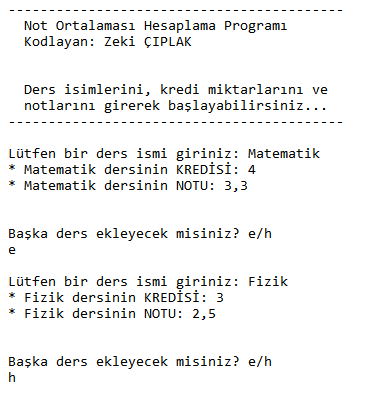 ------------------------------------------
Not Ortalaması Hesaplama Programı
Kodlayan: Zeki ÇIPLAK
Ders isimlerini, kredi miktarlarını ve
notlarını girerek başlayabilirsiniz...
------------------------------------------
Lütfen bir ders ismi giriniz: Matematik
* Matematik dersinin KREDİSİ: 4
* Matematik dersinin NOTU: 3,3
Başka ders ekleyecek misiniz? e/h
e
Lütfen bir ders ismi giriniz: Fizik
* Fizik dersinin KREDİSİ: 3
* Fizik dersinin NOTU: 2,5
Başka ders ekleyecek misiniz? e/h
h